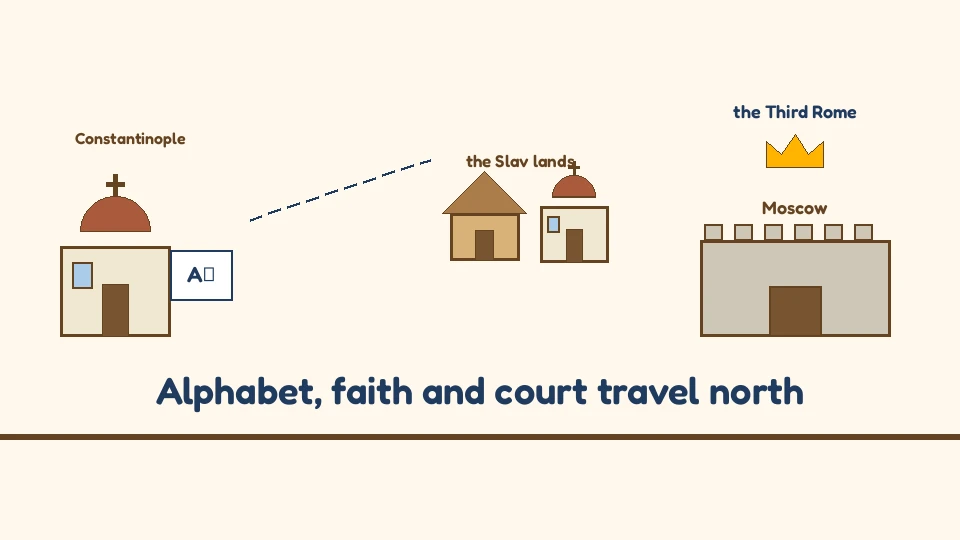 the Third Rome
Constantinople
the Slav lands
Moscow
A
Alphabet, faith and court travel north